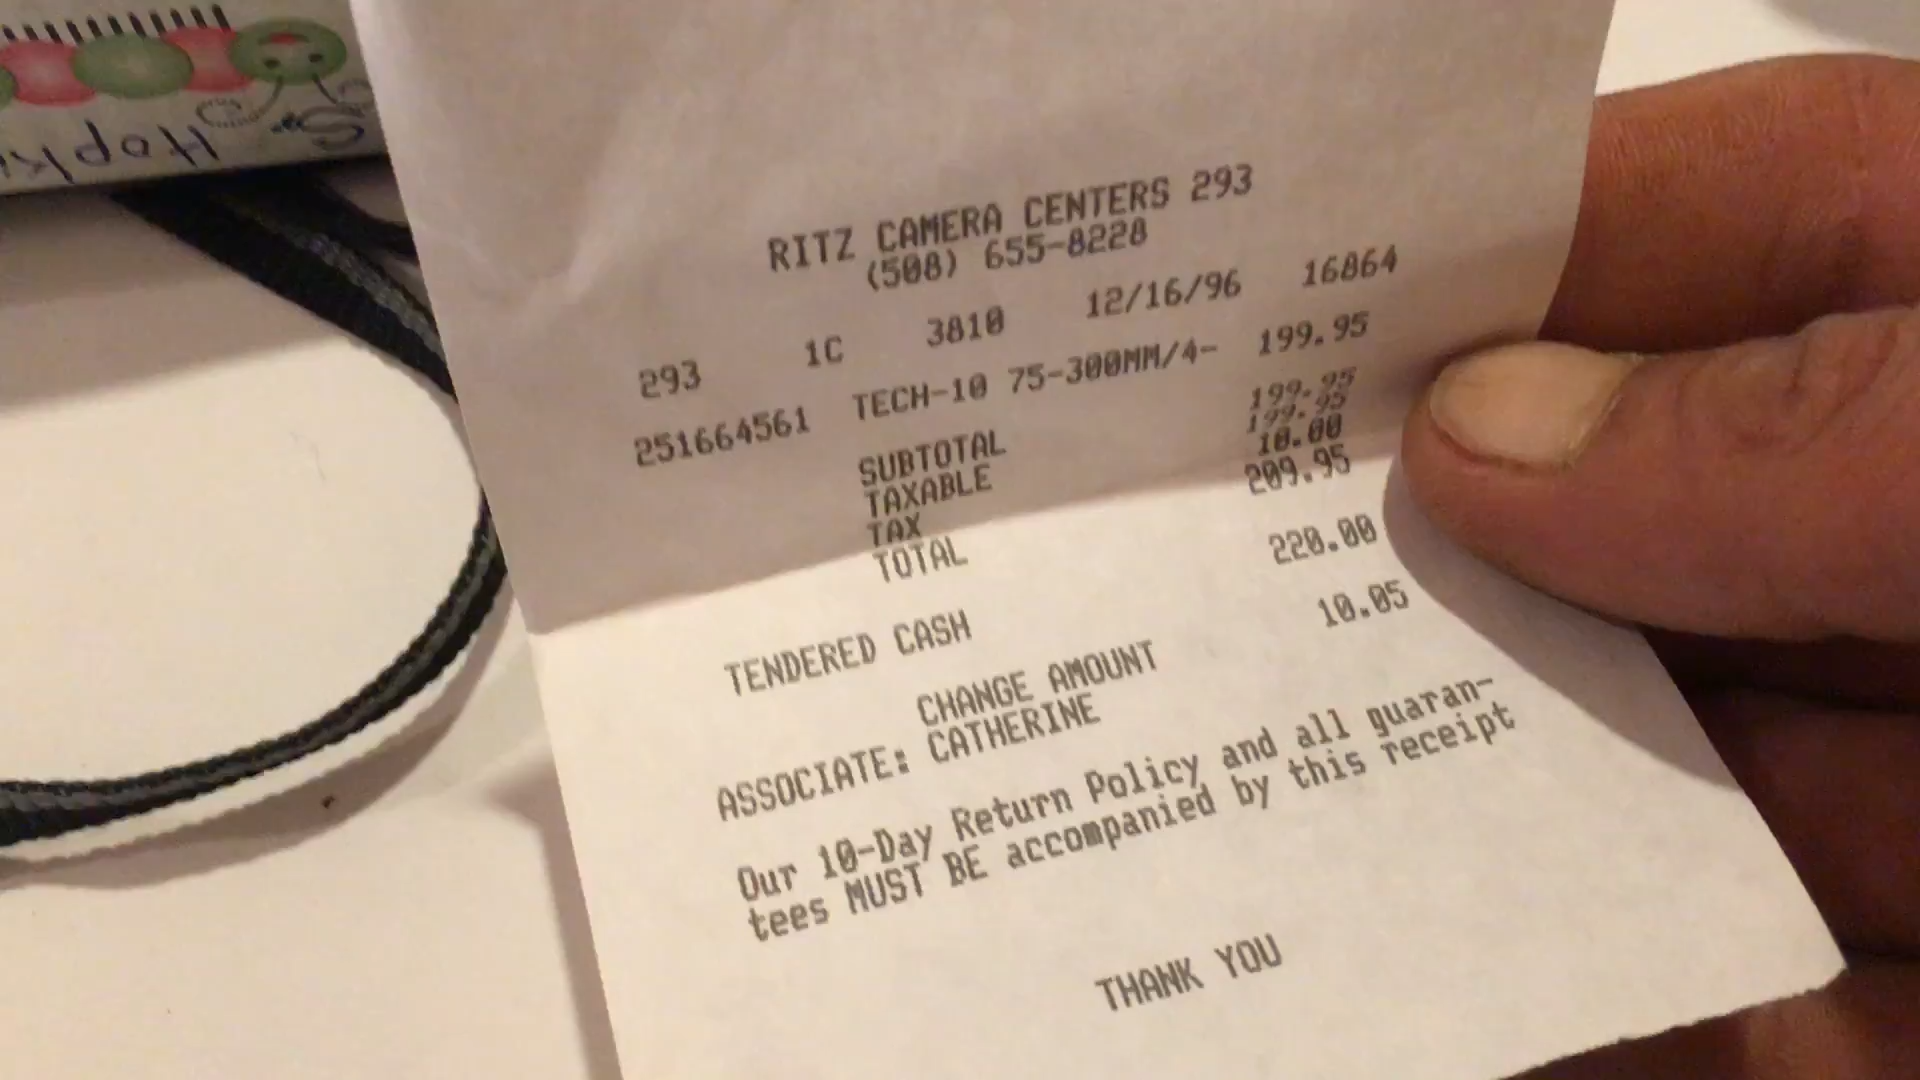 RITZ CAMERA CENTERS 293
(508) 655-8228
293 1C 3810 12/16/96 16864
251664561 TECH-10 75-300MM/4- 199.95
SUBTOTAL 199.95
TAXABLE 199.95
TAX 10.00
TOTAL 209.95
TENDERED CASH 220.00
CHANGE AMOUNT 10.05
ASSOCIATE: CATHERINE
Our 10-Day Return Policy and all guaran-
tees MUST BE accompanied by this receipt
THANK YOU